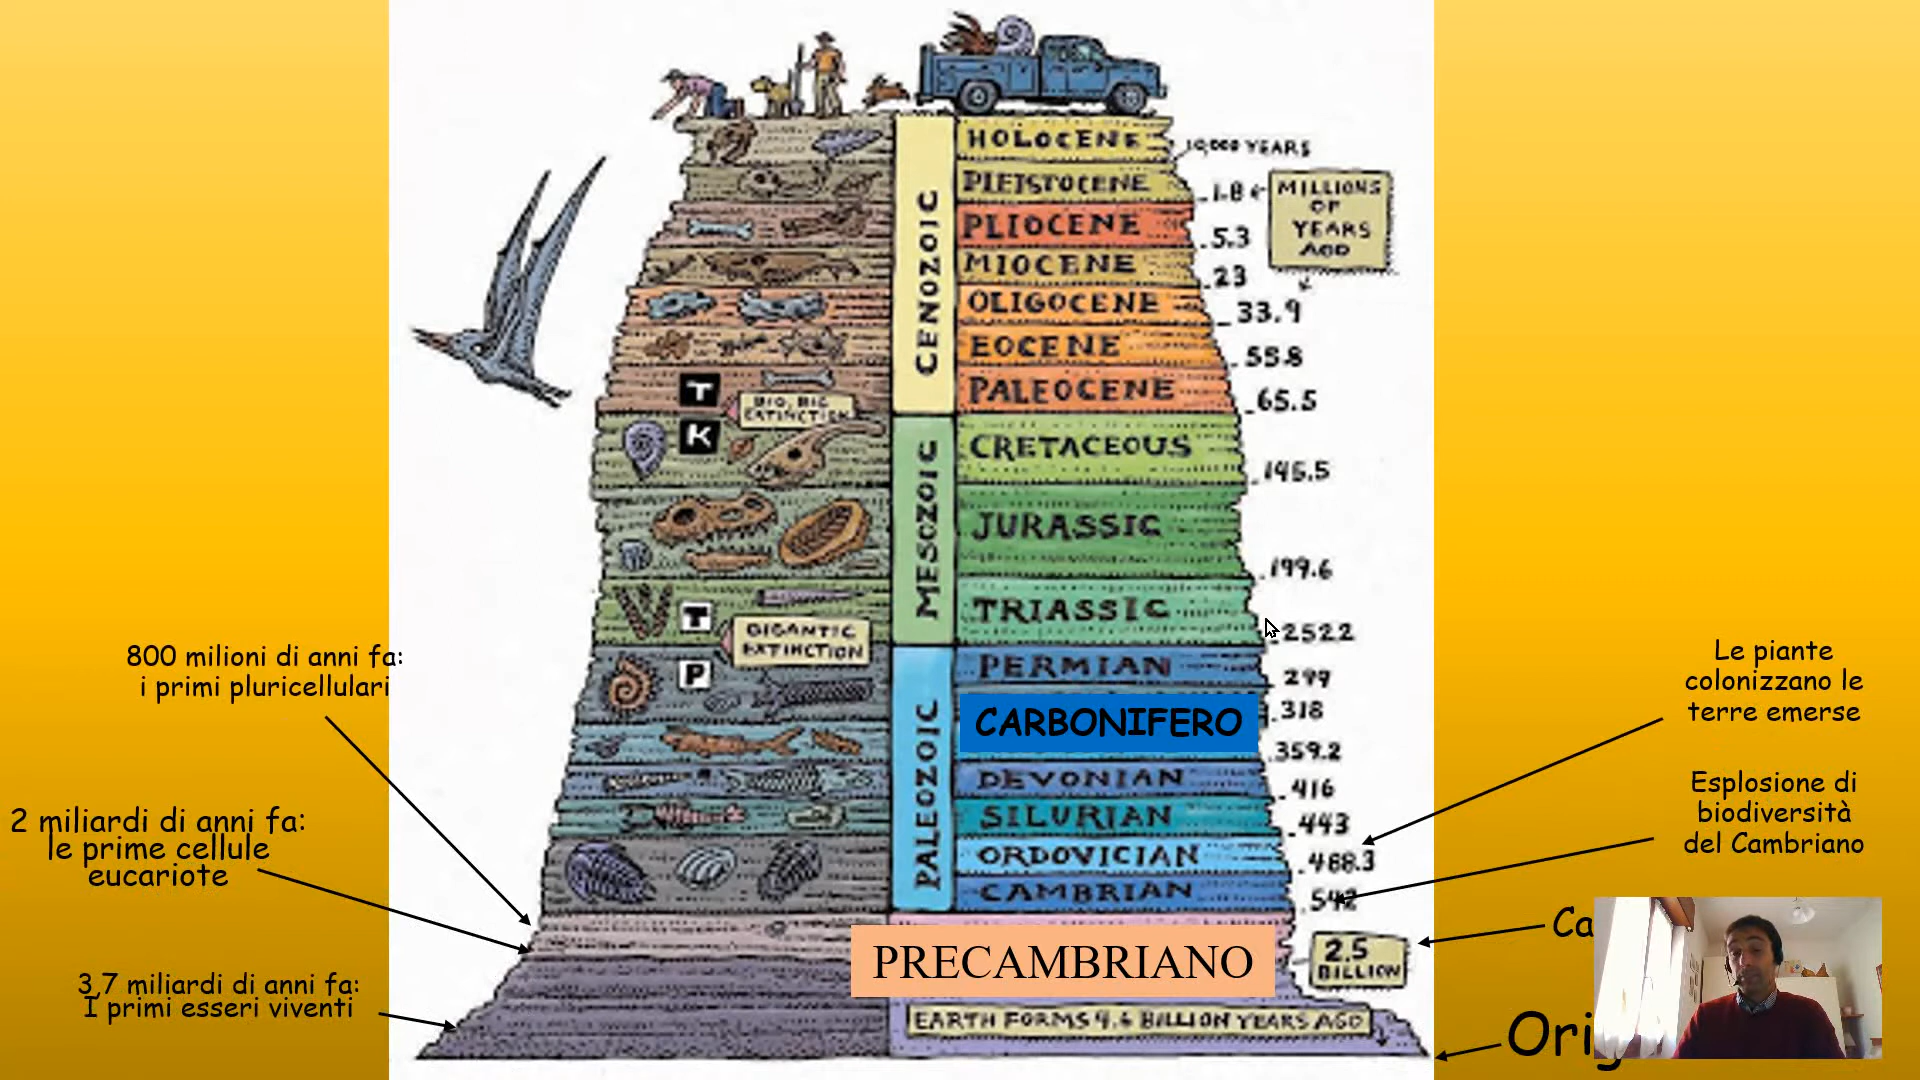 HOLOCENE
10,000 YEARS
PLEISTOCENE
1.8
MILLIONS
OF
YEARS
AGO
PLIOCENE
5.3
MIOCENE
23
OLIGOCENE
33.9
EOCENE
55.8
PALEOCENE
65.5
CENOZOIC
T
BIG, BIG
EXTINCTION
K
CRETACEOUS
145.5
JURASSIC
199.6
TRIASSIC
252.2
MESOZOIC
T
GIGANTIC
EXTINCTION
P
PERMIAN
299
CARBONIFERO
318
359.2
DEVONIAN
416
SILURIAN
443
ORDOVICIAN
488.3
CAMBRIAN
542
PALEOZOIC
PRECAMBRIANO
2.5
BILLION
EARTH FORMS 4.6 BILLION YEARS AGO
800 milioni di anni fa:
i primi pluricellulari
2 miliardi di anni fa:
le prime cellule
eucariote
3,7 miliardi di anni fa:
I primi esseri viventi
Le piante
colonizzano le
terre emerse
Esplosione di
biodiversità
del Cambriano